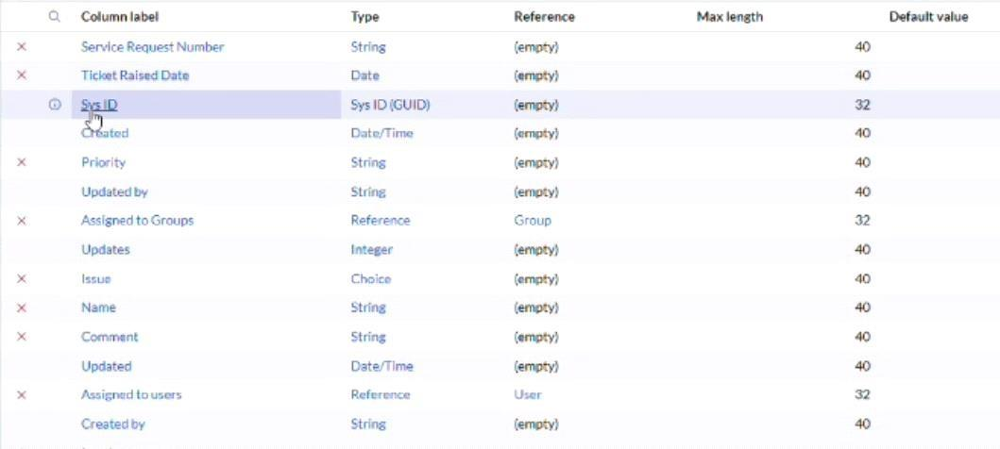 Column label Type Reference Max length Default value
Service Request Number String (empty) 40
Ticket Raised Date Date (empty) 40
Sys ID Sys ID (GUID) (empty) 32
Created Date/Time (empty) 40
Priority String (empty) 40
Updated by String (empty) 40
Assigned to Groups Reference Group 32
Updates Integer (empty) 40
Issue Choice (empty) 40
Name String (empty) 40
Comment String (empty) 40
Updated Date/Time (empty) 40
Assigned to users Reference User 32
Created by String (empty) 40